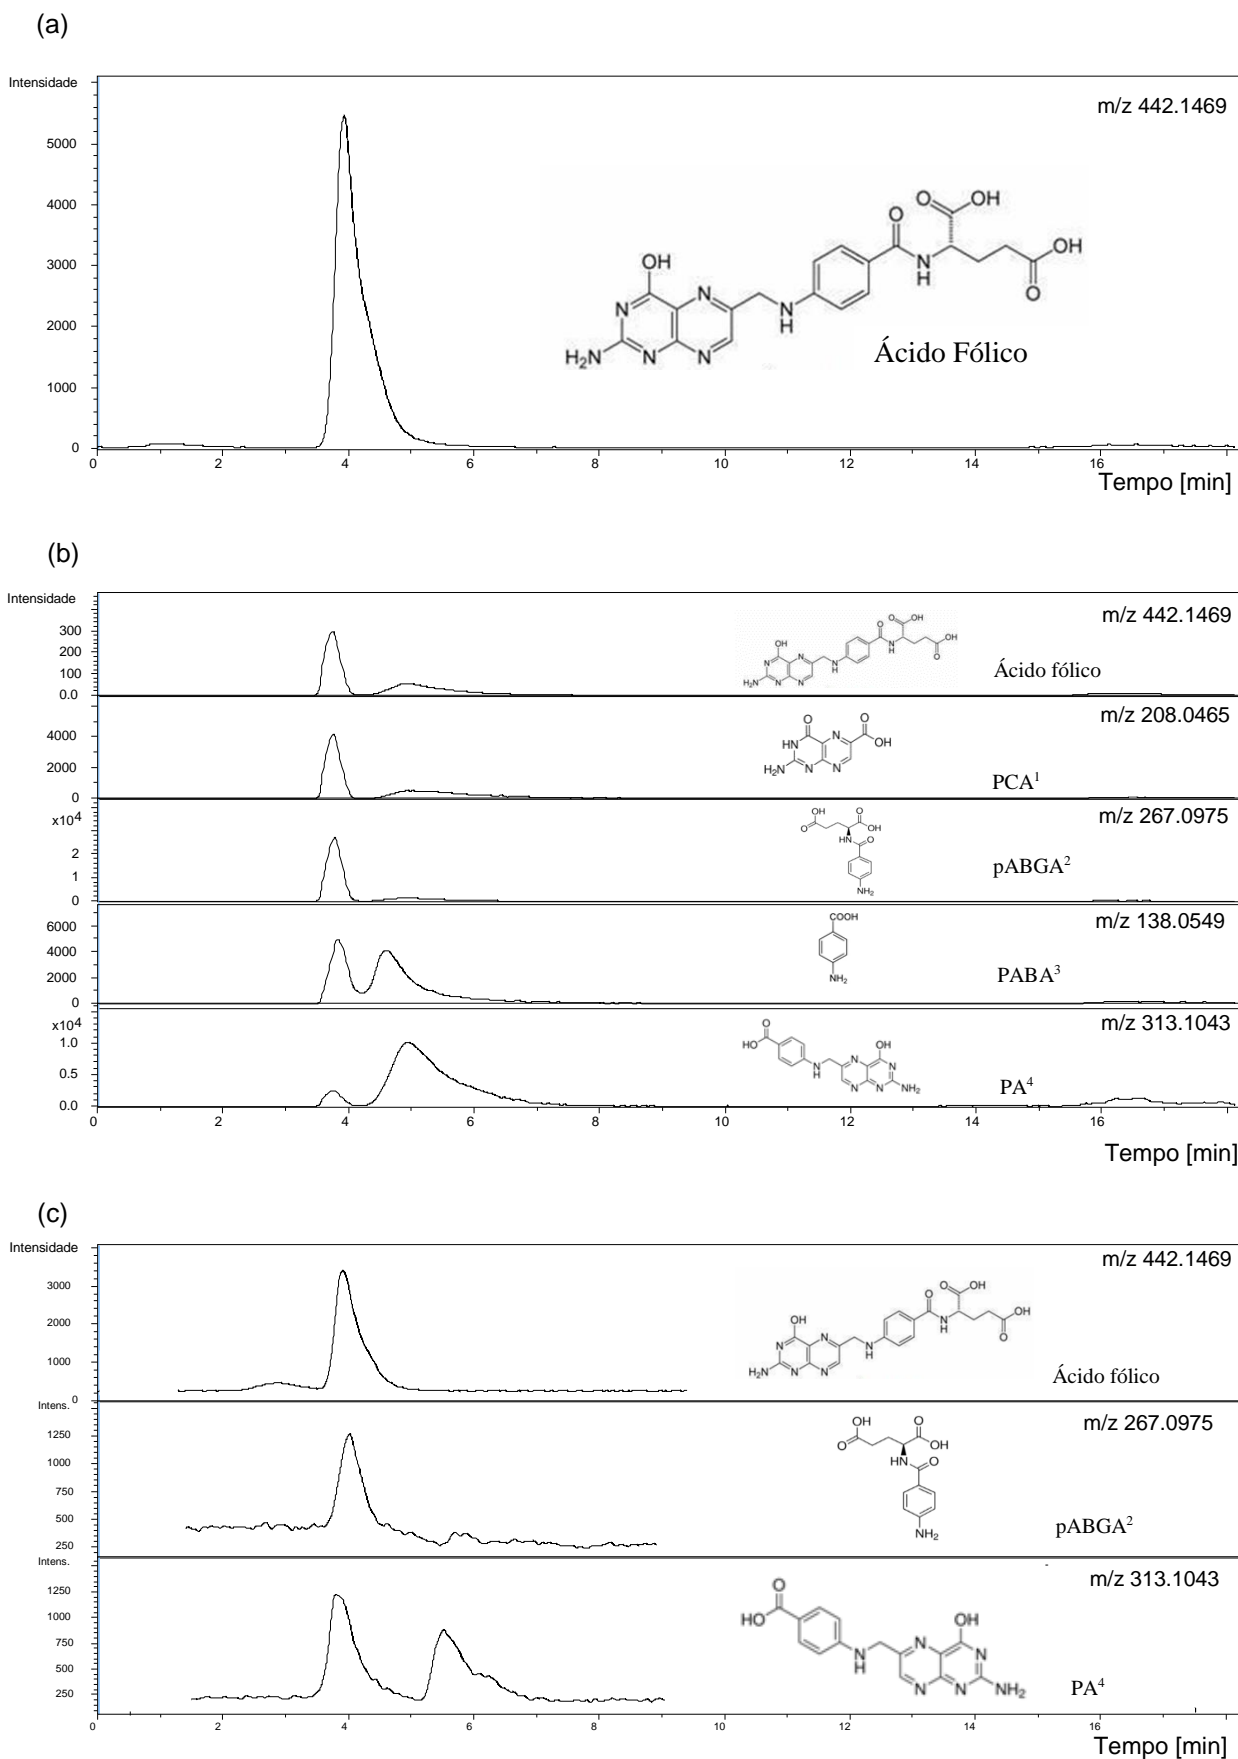 (a)
Intensidade
m/z 442.1469
5000
4000
3000
2000
1000
0
OH
N
N
H₂N
N
N
N
H
O
N
H
O
OH
OH
O
Ácido Fólico
0 2 4 6 8 10 12 14 16
Tempo [min]
(b)
Intensidade
m/z 442.1469
300
200
100
0.0
Ácido fólico
m/z 208.0465
4000
2000
0
PCA¹
m/z 267.0975
x10⁴
2
1
0
pABGA²
m/z 138.0549
6000
4000
2000
0
COOH
NH₂
PABA³
m/z 313.1043
x10⁴
1.0
0.5
0.0
PA⁴
0 2 4 6 8 10 12 14 16
Tempo [min]
(c)
Intensidade
m/z 442.1469
3000
2000
1000
0
Ácido fólico
Intens.
m/z 267.0975
1250
1000
750
500
250
pABGA²
Intens.
m/z 313.1043
1250
1000
750
500
250
PA⁴
0 2 4 6 8 10 12 14 16
Tempo [min]